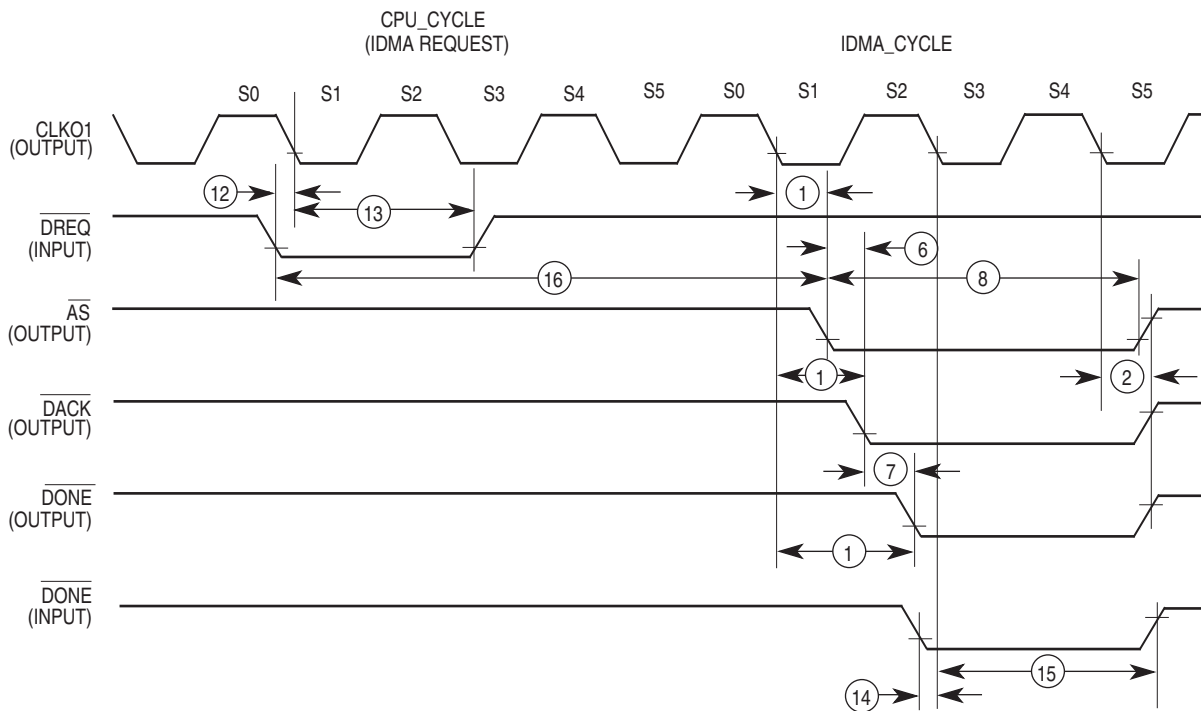 CPU_CYCLE
(IDMA REQUEST)
IDMA_CYCLE
S0 S1 S2 S3 S4 S5 S0 S1 S2 S3 S4 S5
CLKO1
(OUTPUT)
12
13
1
DREQ
(INPUT)
6
16
8
AS
(OUTPUT)
1
2
DACK
(OUTPUT)
7
DONE
(OUTPUT)
1
DONE
(INPUT)
14
15